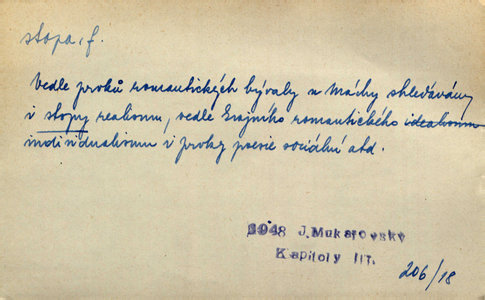 stopa, f.
Vedle prvků romantických bývaly u Máchy shledávány
i stopy realismu, vedle krajního romantického idealismu
individualismu i prvky poesie sociální atd.
1948 J. Mukařovský
Kapitoly III.
206/18